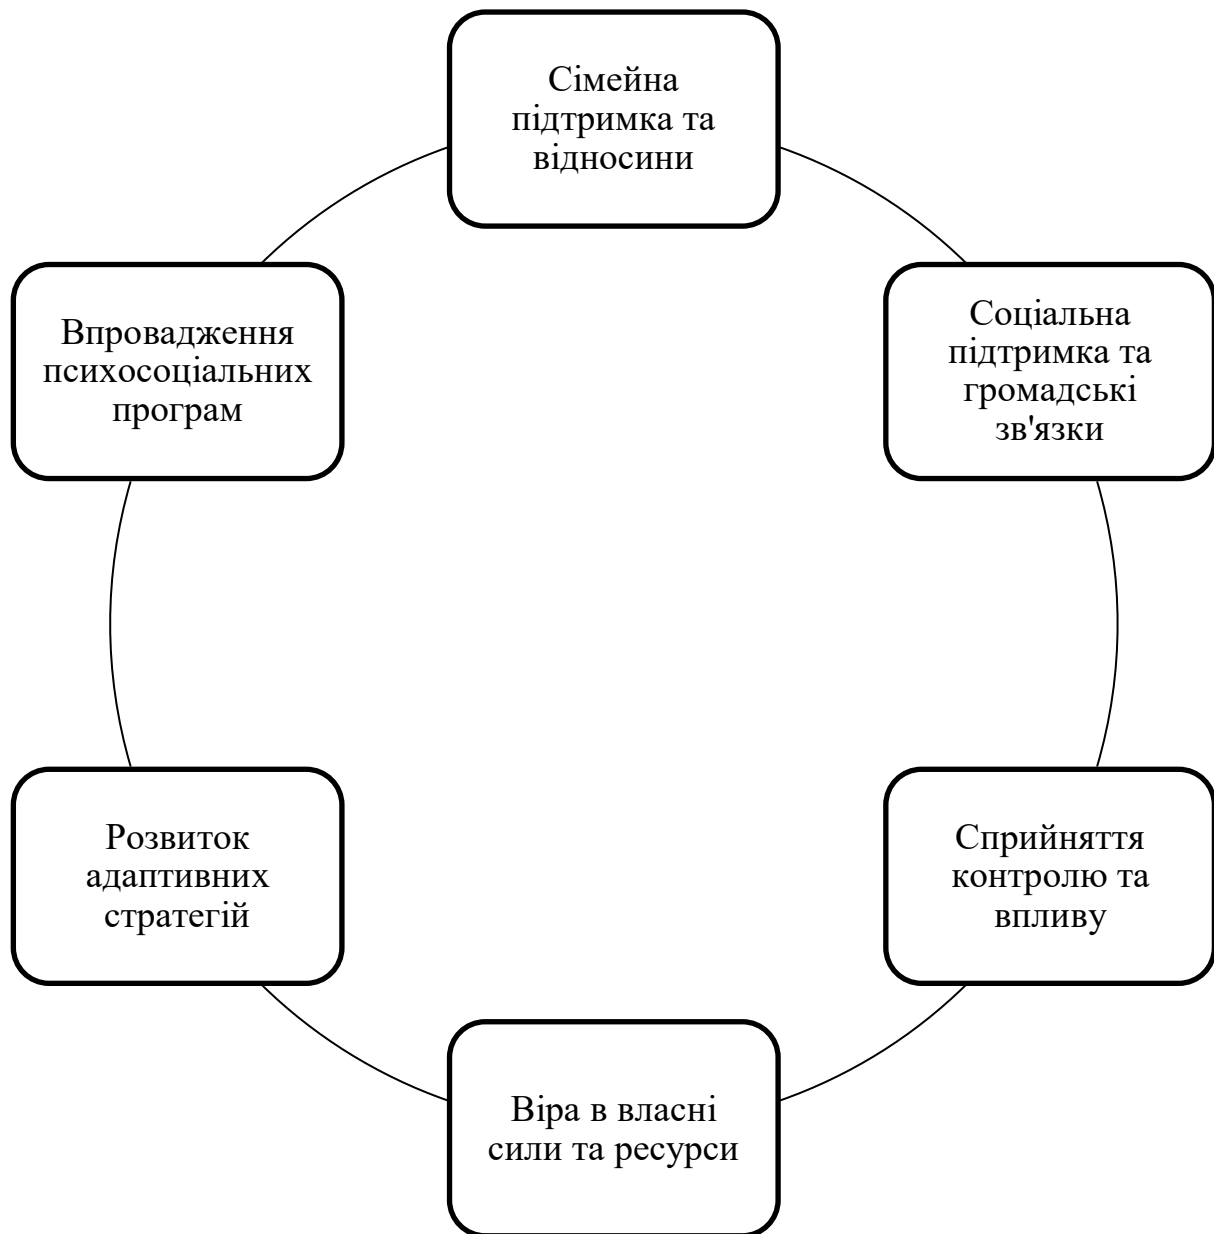 Сімейна
підтримка та
відносини
Соціальна
підтримка та
громадські
зв'язки
Сприйняття
контролю та
впливу
Віра в власні
сили та ресурси
Розвиток
адаптивних
стратегій
Впровадження
психосоціальних
програм